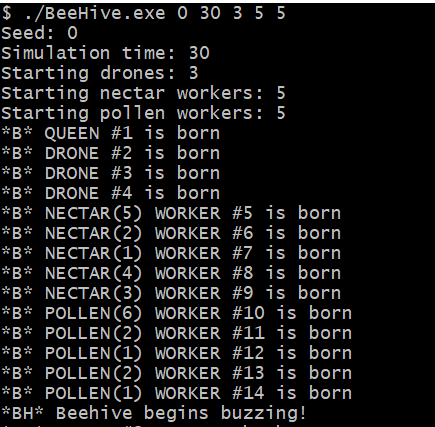 $ ./BeeHive.exe 0 30 3 5 5
Seed: 0
Simulation time: 30
Starting drones: 3
Starting nectar workers: 5
Starting pollen workers: 5
*B* QUEEN #1 is born
*B* DRONE #2 is born
*B* DRONE #3 is born
*B* DRONE #4 is born
*B* NECTAR(5) WORKER #5 is born
*B* NECTAR(2) WORKER #6 is born
*B* NECTAR(1) WORKER #7 is born
*B* NECTAR(4) WORKER #8 is born
*B* NECTAR(3) WORKER #9 is born
*B* POLLEN(6) WORKER #10 is born
*B* POLLEN(2) WORKER #11 is born
*B* POLLEN(1) WORKER #12 is born
*B* POLLEN(2) WORKER #13 is born
*B* POLLEN(1) WORKER #14 is born
*BH* Beehive begins buzzing!